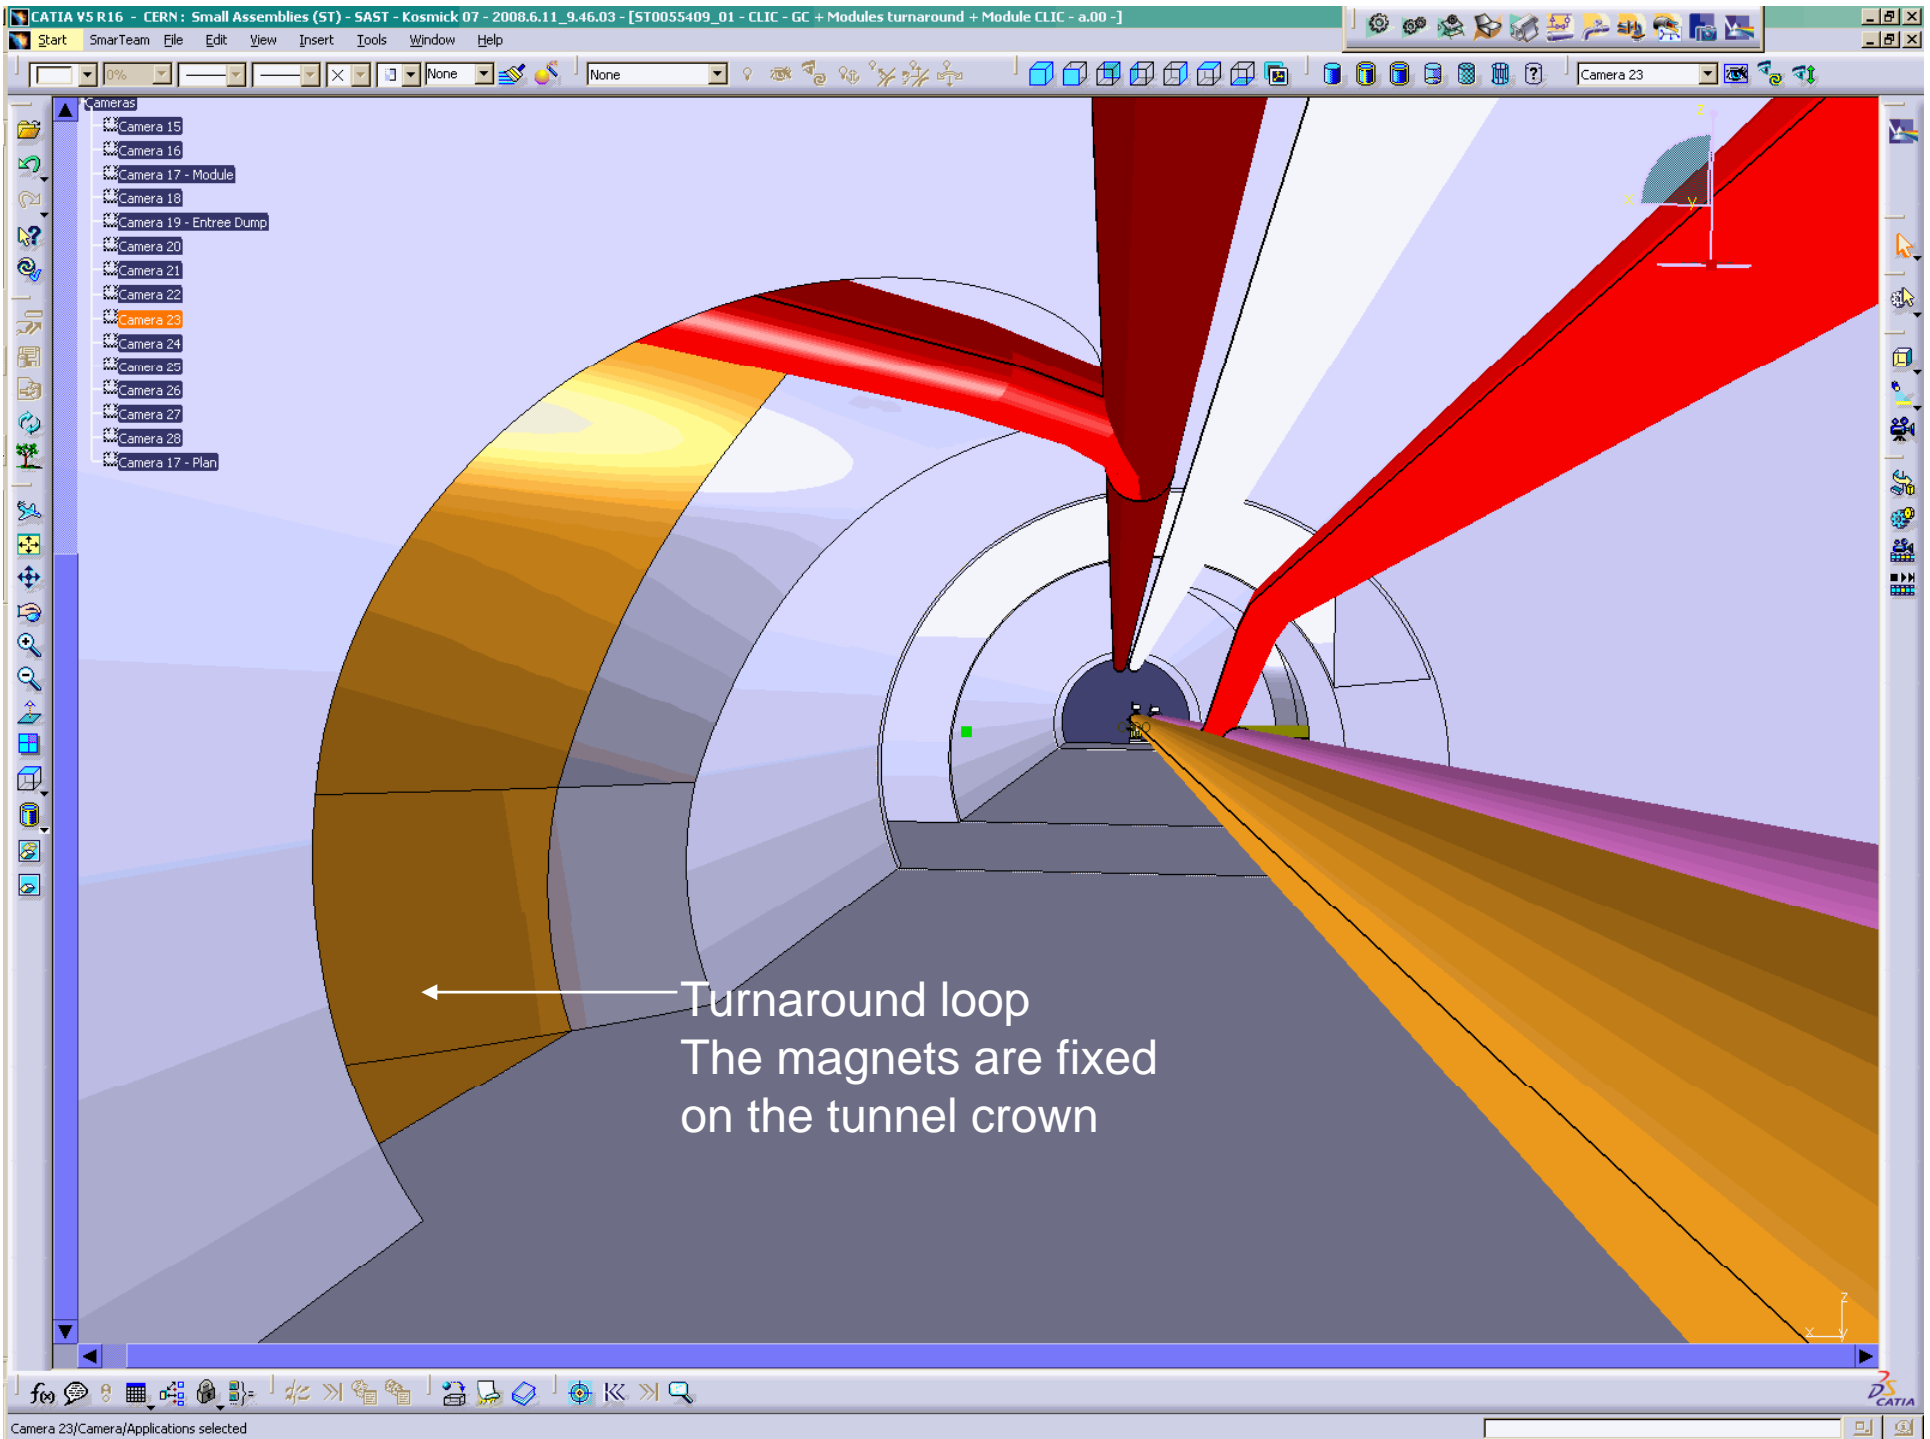 CATIA V5 R16 - CERN : Small Assemblies (ST) - SAST - Kosmick 07 - 2008.6.11_9.46.03 - [ST0055409_01 - CLIC - GC + Modules turnaround + Module CLIC - a.00 -]
Start SmarTeam File Edit View Insert Tools Window Help
0% None None Camera 23
Cameras
Camera 15
Camera 16
Camera 17 - Module
Camera 18
Camera 19 - Entree Dump
Camera 20
Camera 21
Camera 22
Camera 23
Camera 24
Camera 25
Camera 26
Camera 27
Camera 28
Camera 17 - Plan
z
x
y
Turnaround loop
The magnets are fixed
on the tunnel crown
z
x y
f(x)
CATIA
Camera 23/Camera/Applications selected